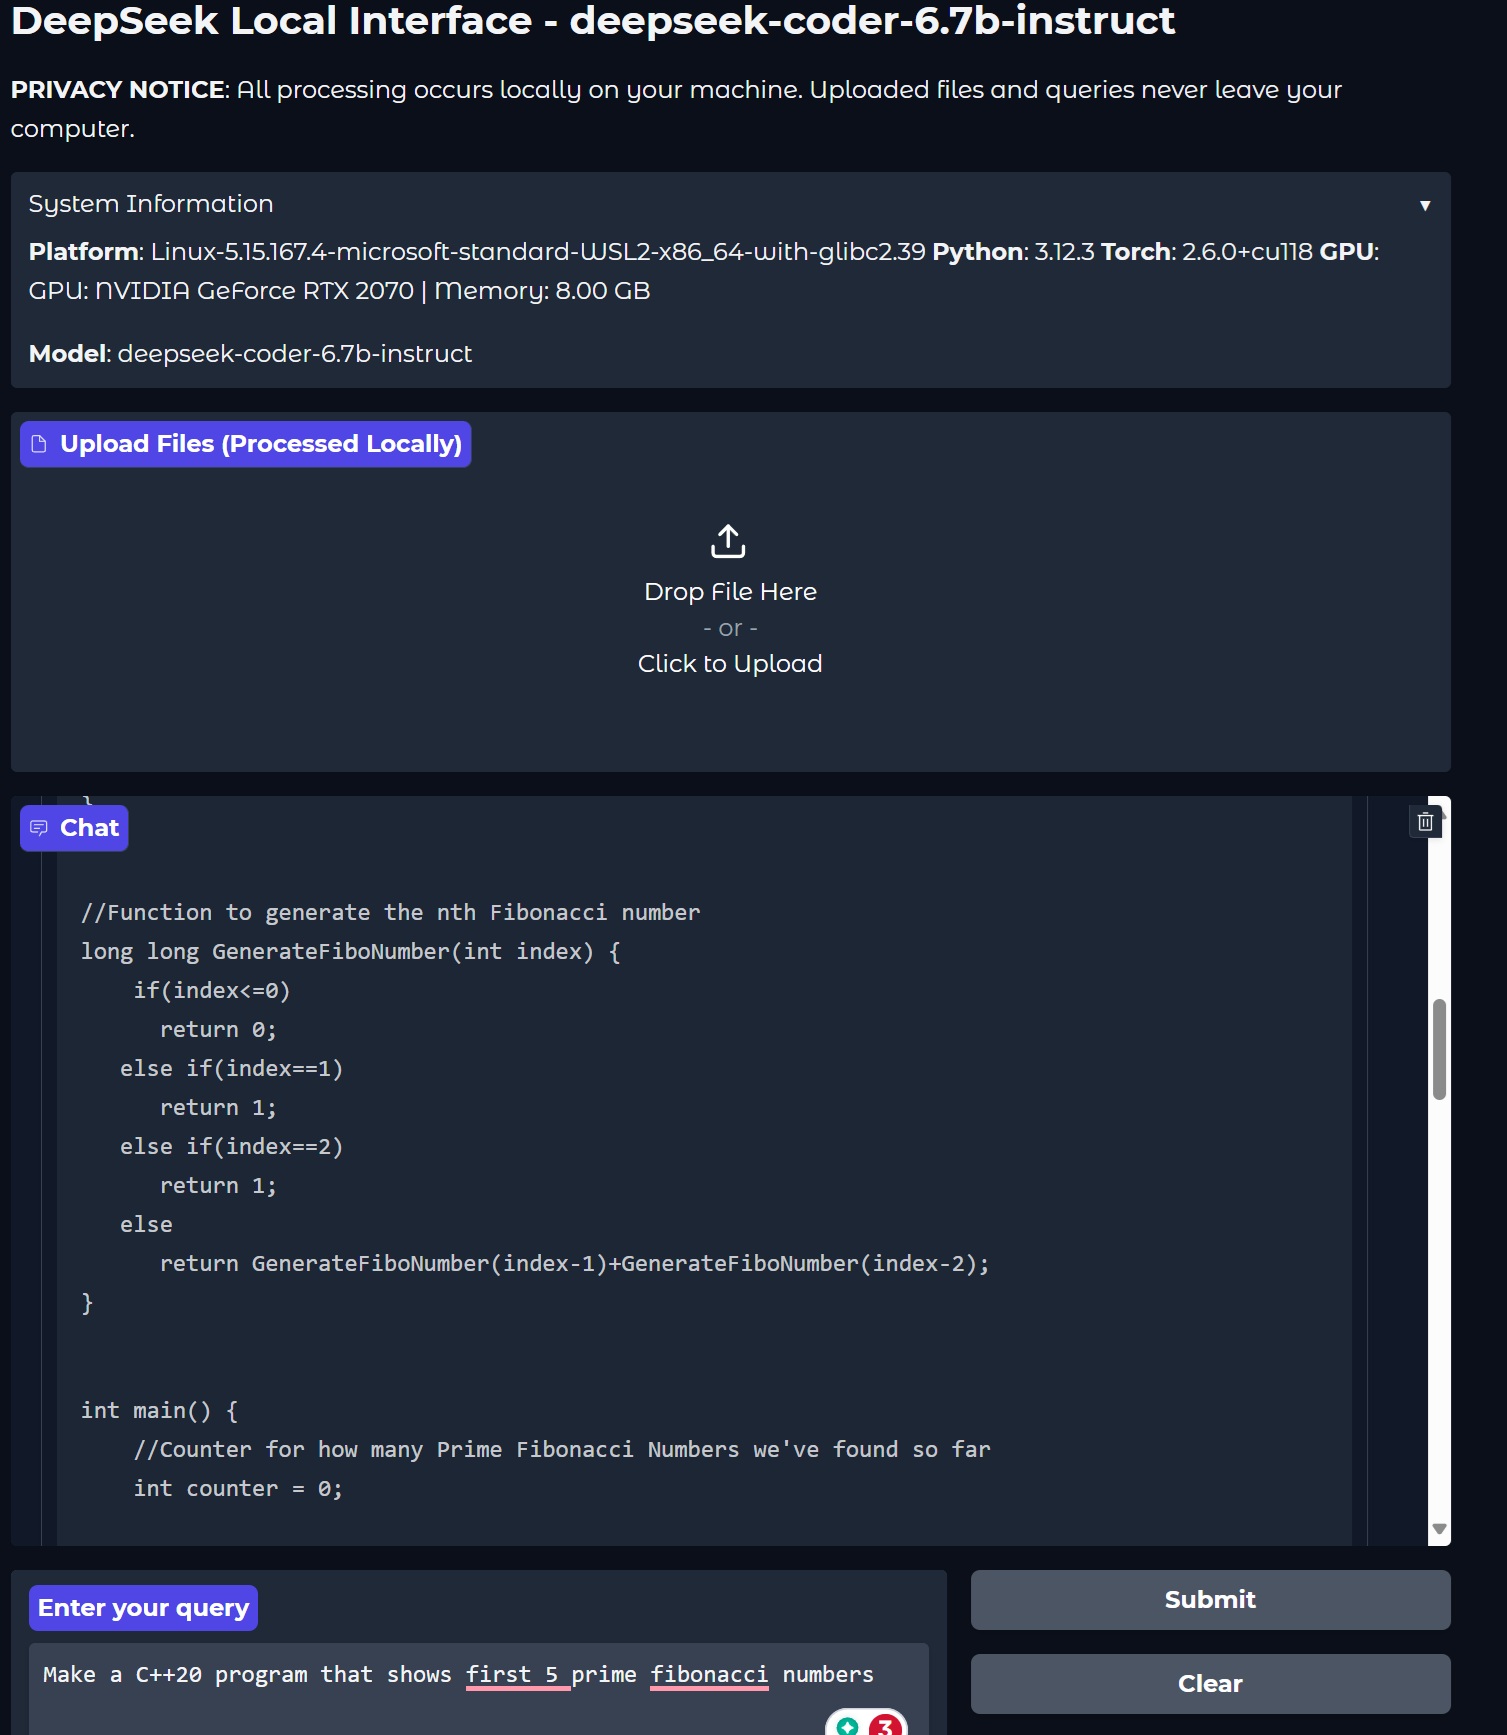 DeepSeek Local Interface - deepseek-coder-6.7b-instruct
PRIVACY NOTICE: All processing occurs locally on your machine. Uploaded files and queries never leave your
computer.
System Information
Platform: Linux-5.15.167.4-microsoft-standard-WSL2-x86_64-with-glibc2.39 Python: 3.12.3 Torch: 2.6.0+cu118 GPU:
GPU: NVIDIA GeForce RTX 2070 | Memory: 8.00 GB
Model: deepseek-coder-6.7b-instruct
Upload Files (Processed Locally)
Drop File Here
- or -
Click to Upload
}
Chat
//Function to generate the nth Fibonacci number
long long GenerateFiboNumber(int index) {
    if(index<=0)
      return 0;
   else if(index==1)
      return 1;
   else if(index==2)
      return 1;
   else
      return GenerateFiboNumber(index-1)+GenerateFiboNumber(index-2);
}
int main() {
    //Counter for how many Prime Fibonacci Numbers we've found so far
    int counter = 0;
Enter your query
Submit
Make a C++20 program that shows first 5 prime fibonacci numbers
Clear
3